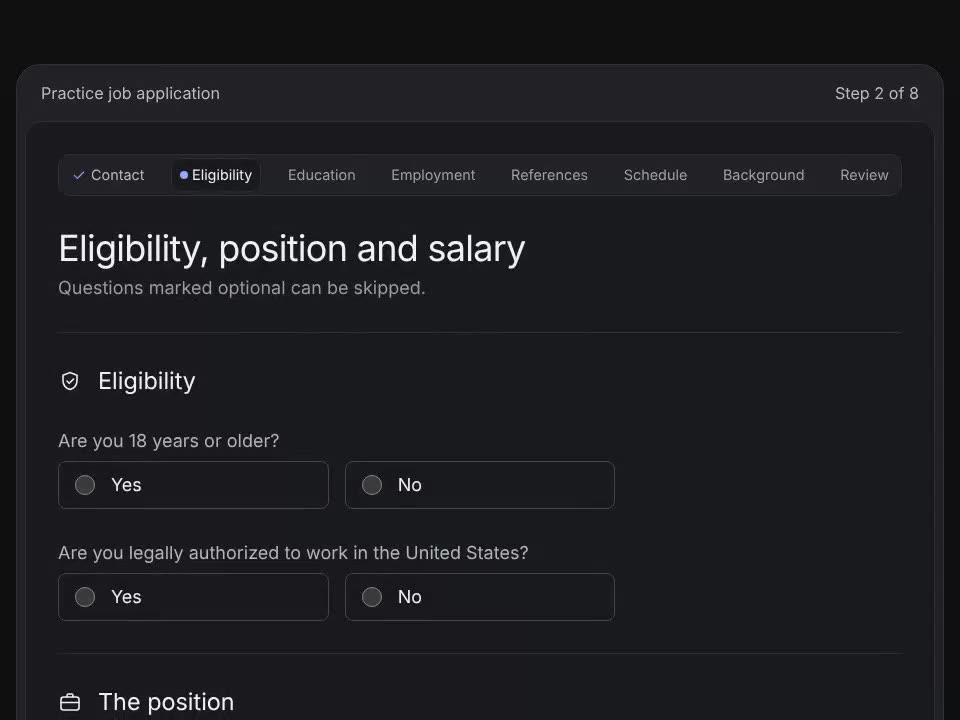 Practice job application
Step 2 of 8
Contact Eligibility Education Employment References Schedule Background Review
Eligibility, position and salary
Questions marked optional can be skipped.
Eligibility
Are you 18 years or older?
Yes No
Are you legally authorized to work in the United States?
Yes No
The position